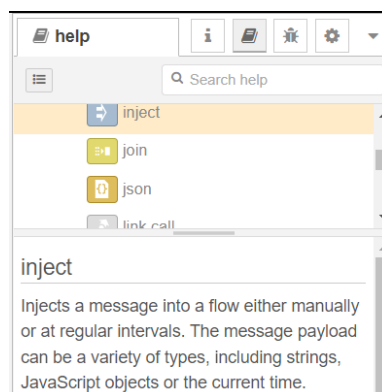 help
Search help
inject
join
json
link call
inject
Injects a message into a flow either manually
or at regular intervals. The message payload
can be a variety of types, including strings,
JavaScript objects or the current time.